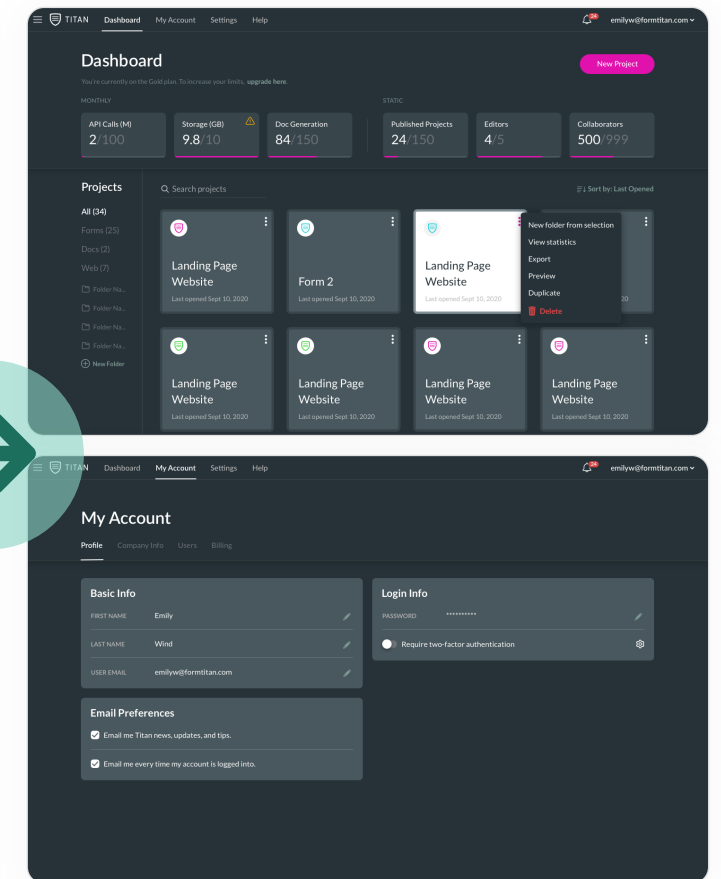 TITAN Dashboard My Account Settings Help 24 emilyw@formtitan.com
Dashboard
New Project
You're currently on the Gold plan. To increase your limits, upgrade here.
MONTHLY STATIC
API Calls (M) Storage (GB) Doc Generation Published Projects Editors Collaborators
2/100 9.8/10 84/150 24/150 4/5 500/999
Projects Search projects Sort by: Last Opened
All (34)
Forms (25)
Docs (2)
Web (7)
Folder Na...
Folder Na...
Folder Na...
Folder Na...
New Folder
Landing Page
Website
Last opened Sept 10, 2020
Form 2
Last opened Sept 10, 2020
Landing Page
Website
Last opened Sept 10, 2020
New folder from selection
View statistics
Export
Preview
Duplicate
Delete
20
Landing Page
Website
Last opened Sept 10, 2020
Landing Page
Website
Last opened Sept 10, 2020
Landing Page
Website
Last opened Sept 10, 2020
Landing Page
Website
Last opened Sept 10, 2020
TITAN Dashboard My Account Settings Help 24 emilyw@formtitan.com
My Account
Profile Company Info Users Billing
Basic Info
FIRST NAME Emily
LAST NAME Wind
USER EMAIL emilyw@formtitan.com
Login Info
PASSWORD **********
Require two-factor authentication
Email Preferences
Email me Titan news, updates, and tips.
Email me every time my account is logged into.